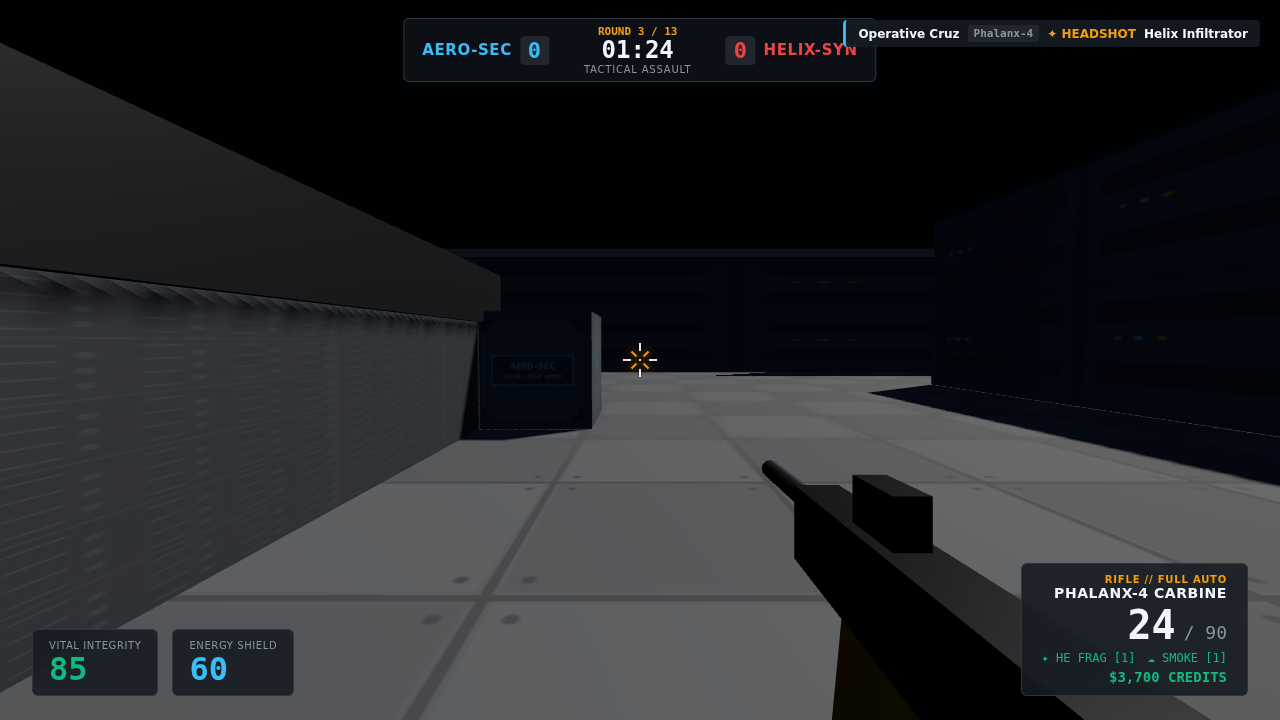 AERO-SEC 0
ROUND 3 / 13
01:24
TACTICAL ASSAULT
0 HELIX-SYN
Operative Cruz Phalanx-4 ✦ HEADSHOT Helix Infiltrator
AERO-SEC
VITAL INTEGRITY
85
ENERGY SHIELD
60
RIFLE // FULL AUTO
PHALANX-4 CARBINE
24 / 90
✦ HE FRAG [1] ☁ SMOKE [1]
$3,700 CREDITS